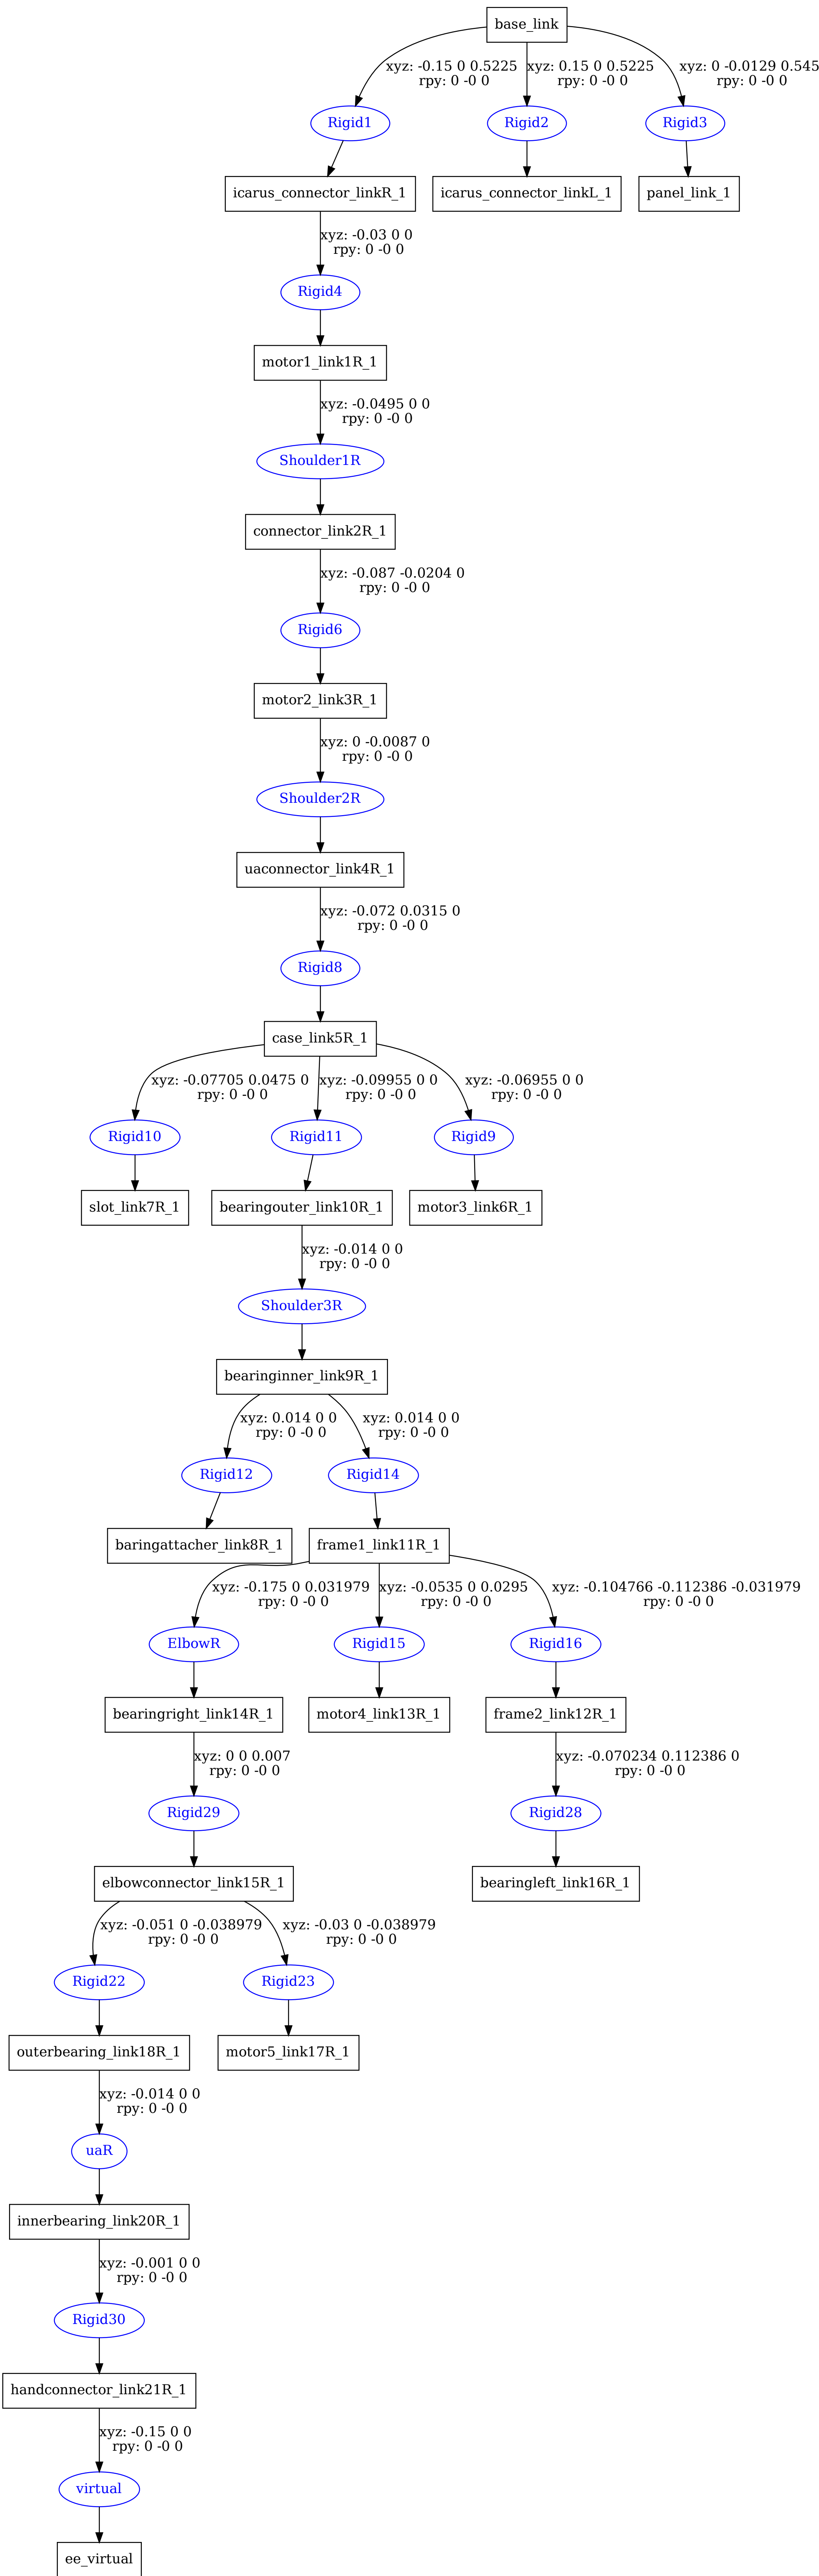 base_link
xyz: -0.15 0 0.5225
rpy: 0 -0 0
xyz: 0.15 0 0.5225
rpy: 0 -0 0
xyz: 0 -0.0129 0.545
rpy: 0 -0 0
Rigid1
Rigid2
Rigid3
icarus_connector_linkR_1
icarus_connector_linkL_1
panel_link_1
xyz: -0.03 0 0
rpy: 0 -0 0
Rigid4
motor1_link1R_1
xyz: -0.0495 0 0
rpy: 0 -0 0
Shoulder1R
connector_link2R_1
xyz: -0.087 -0.0204 0
rpy: 0 -0 0
Rigid6
motor2_link3R_1
xyz: 0 -0.0087 0
rpy: 0 -0 0
Shoulder2R
uaconnector_link4R_1
xyz: -0.072 0.0315 0
rpy: 0 -0 0
Rigid8
case_link5R_1
xyz: -0.07705 0.0475 0
rpy: 0 -0 0
xyz: -0.09955 0 0
rpy: 0 -0 0
xyz: -0.06955 0 0
rpy: 0 -0 0
Rigid10
Rigid11
Rigid9
slot_link7R_1
bearingouter_link10R_1
motor3_link6R_1
xyz: -0.014 0 0
rpy: 0 -0 0
Shoulder3R
bearinginner_link9R_1
xyz: 0.014 0 0
rpy: 0 -0 0
xyz: 0.014 0 0
rpy: 0 -0 0
Rigid12
Rigid14
baringattacher_link8R_1
frame1_link11R_1
xyz: -0.175 0 0.031979
rpy: 0 -0 0
xyz: -0.0535 0 0.0295
rpy: 0 -0 0
xyz: -0.104766 -0.112386 -0.031979
rpy: 0 -0 0
ElbowR
Rigid15
Rigid16
bearingright_link14R_1
motor4_link13R_1
frame2_link12R_1
xyz: 0 0 0.007
rpy: 0 -0 0
xyz: -0.070234 0.112386 0
rpy: 0 -0 0
Rigid29
Rigid28
elbowconnector_link15R_1
bearingleft_link16R_1
xyz: -0.051 0 -0.038979
rpy: 0 -0 0
xyz: -0.03 0 -0.038979
rpy: 0 -0 0
Rigid22
Rigid23
outerbearing_link18R_1
motor5_link17R_1
xyz: -0.014 0 0
rpy: 0 -0 0
uaR
innerbearing_link20R_1
xyz: -0.001 0 0
rpy: 0 -0 0
Rigid30
handconnector_link21R_1
xyz: -0.15 0 0
rpy: 0 -0 0
virtual
ee_virtual